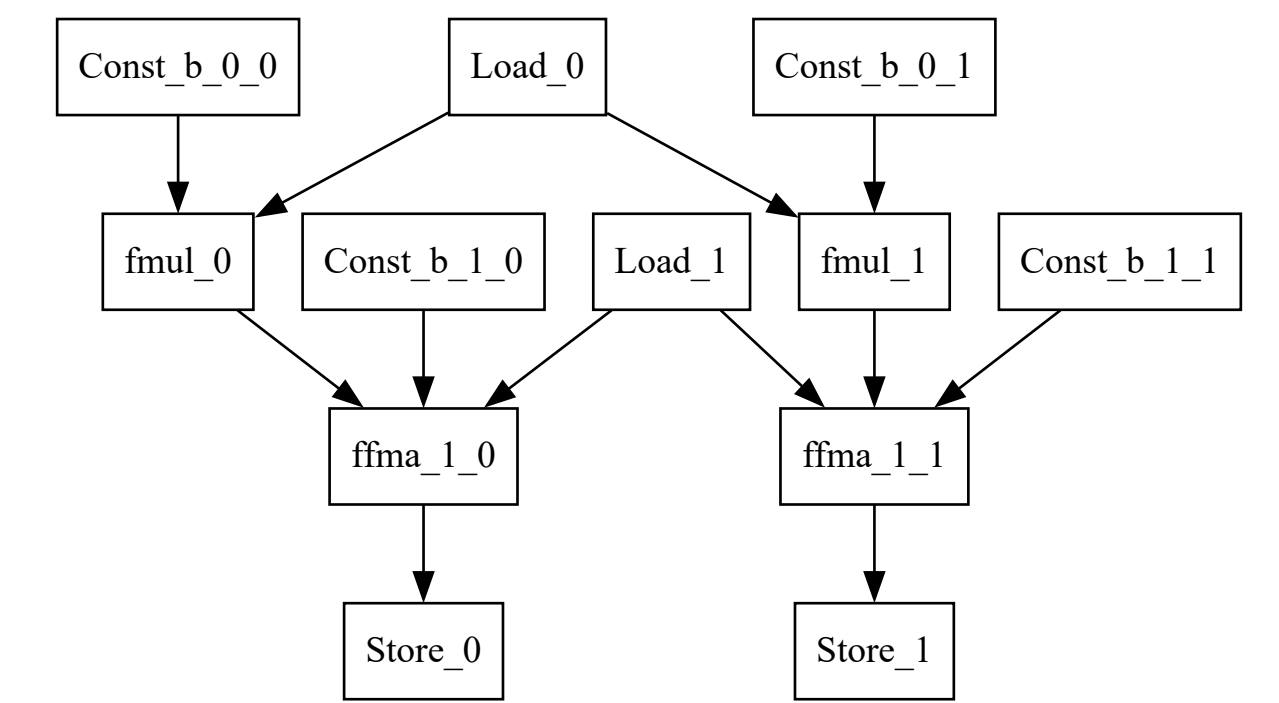 Const_b_0_0
Load_0
Const_b_0_1
fmul_0
Const_b_1_0
Load_1
fmul_1
Const_b_1_1
ffma_1_0
ffma_1_1
Store_0
Store_1